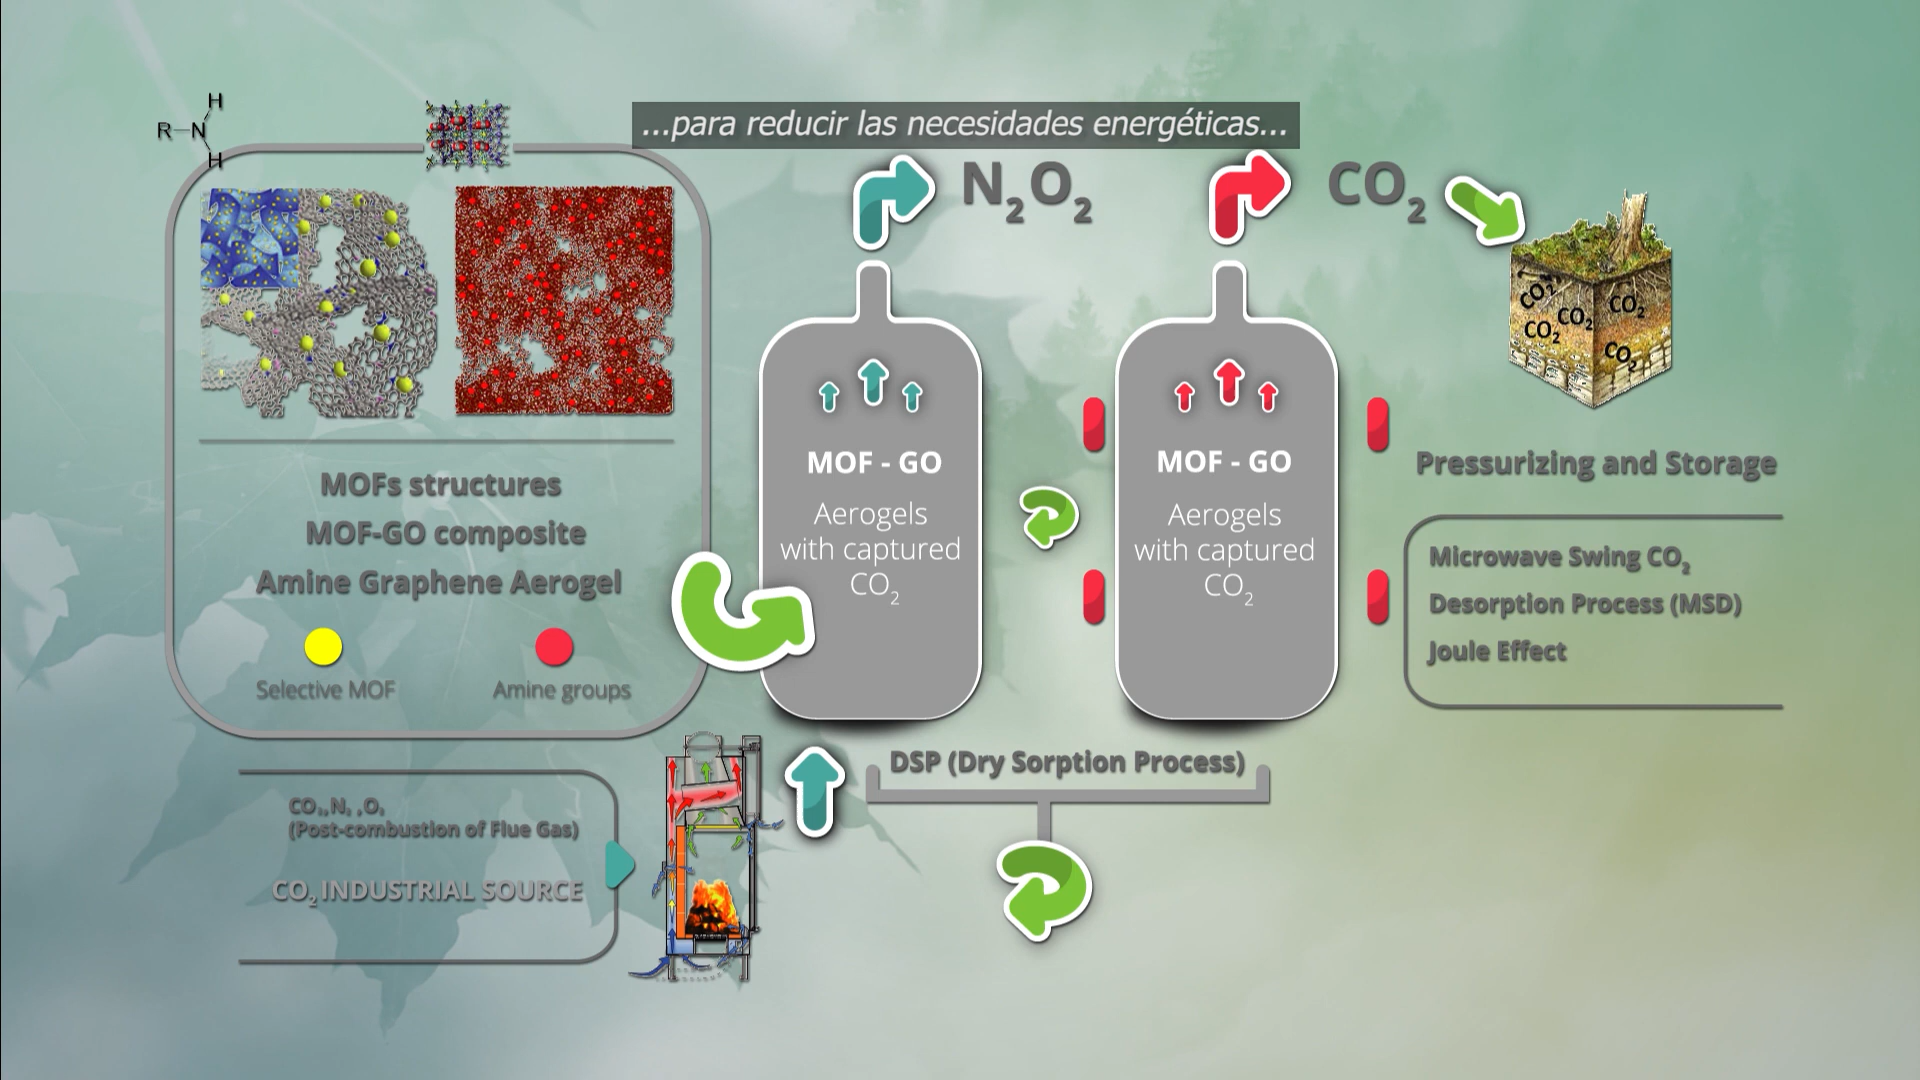 ...para reducir las necesidades energéticas...
H
R–N
H
N₂O₂
CO₂
CO₂
CO₂
CO₂
CO₂
CO₂
MOFs structures
MOF-GO composite
Amine Graphene Aerogel
Selective MOF
Amine groups
MOF - GO
Aerogels
with captured
CO₂
MOF - GO
Aerogels
with captured
CO₂
Pressurizing and Storage
Microwave Swing CO₂
Desorption Process (MSD)
Joule Effect
DSP (Dry Sorption Process)
CO₂,N₂ ,O₂
(Post-combustion of Flue Gas)
CO₂ INDUSTRIAL SOURCE